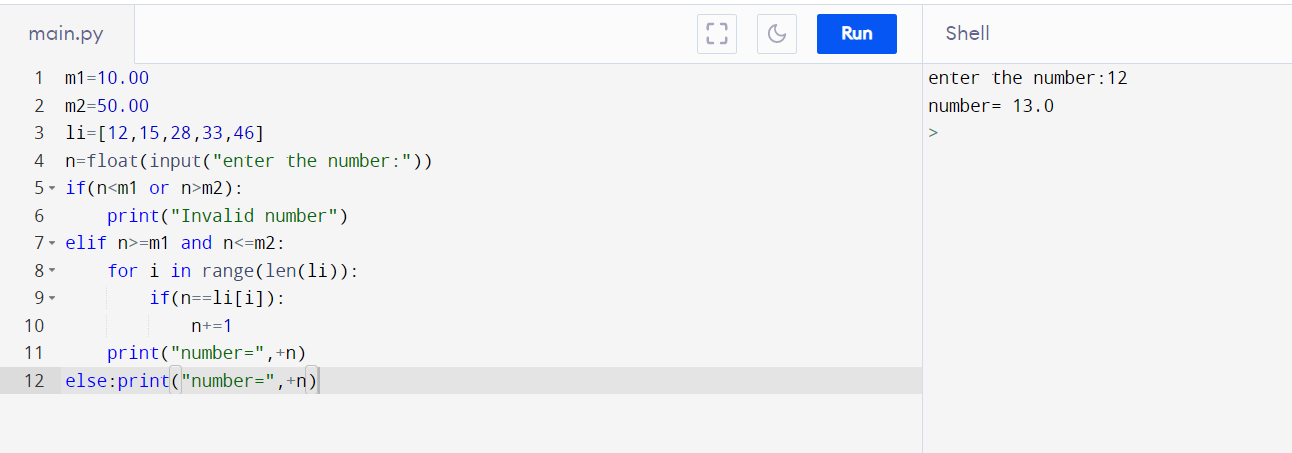 main.py
Run
Shell
1 m1=10.00
2 m2=50.00
3 li=[12,15,28,33,46]
4 n=float(input("enter the number:"))
5 if(n<m1 or n>m2):
6     print("Invalid number")
7 elif n>=m1 and n<=m2:
8     for i in range(len(li)):
9         if(n==li[i]):
10             n+=1
11     print("number=",+n)
12 else:print("number=",+n)
enter the number:12
number= 13.0
>